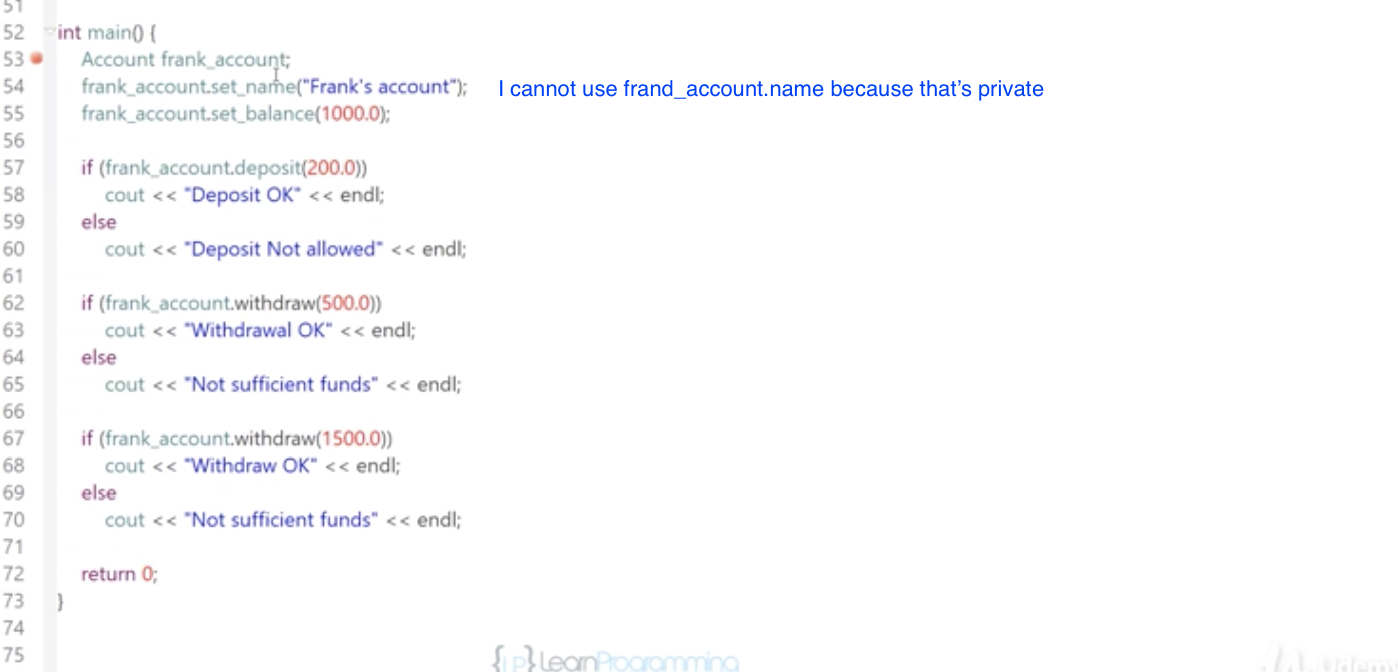 51
52 int main() {
53 Account frank_account;
54 frank_account.set_name("Frank's account"); I cannot use frand_account.name because that’s private
55 frank_account.set_balance(1000.0);
56
57 if (frank_account.deposit(200.0))
58 cout << "Deposit OK" << endl;
59 else
60 cout << "Deposit Not allowed" << endl;
61
62 if (frank_account.withdraw(500.0))
63 cout << "Withdrawal OK" << endl;
64 else
65 cout << "Not sufficient funds" << endl;
66
67 if (frank_account.withdraw(1500.0))
68 cout << "Withdraw OK" << endl;
69 else
70 cout << "Not sufficient funds" << endl;
71
72 return 0;
73 }
74
75
{LP} LearnProgramming